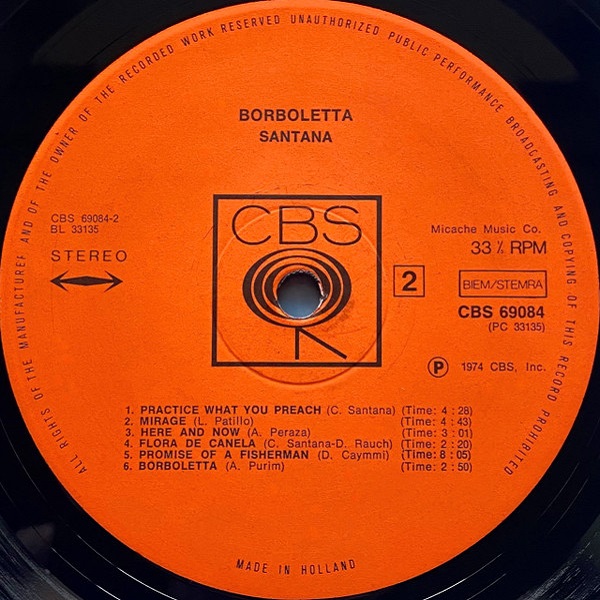 ALL RIGHTS OF THE MANUFACTURER AND OF THE OWNER OF THE RECORDED WORK RESERVED UNAUTHORIZED PUBLIC PERFORMANCE BROADCASTING AND COPYING OF THIS RECORD PROHIBITED
BORBOLETTA
SANTANA
CBS 69084-2
BL 33135
STEREO
CBS
2
Micache Music Co.
33 ⅓ RPM
BIEM/STEMRA
CBS 69084
(PC 33135)
Ⓟ 1974 CBS, Inc.
1. PRACTICE WHAT YOU PREACH (C. Santana) (Time: 4 : 28)
2. MIRAGE (L. Patillo) (Time: 4 : 43)
3. HERE AND NOW (A. Peraza) (Time: 3 : 01)
4. FLORA DE CANELA (C. Santana-D. Rauch) (Time: 2 : 20)
5. PROMISE OF A FISHERMAN (D. Caymmi) (Time: 8 : 05)
6. BORBOLETTA (A. Purim) (Time: 2 : 50)
MADE IN HOLLAND